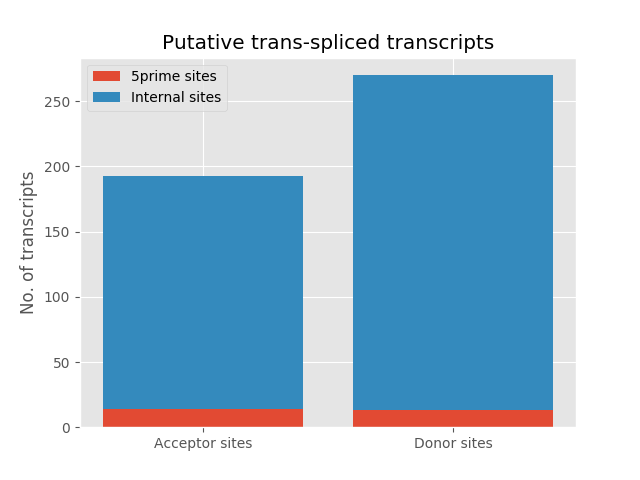 Putative trans-spliced transcripts
5prime sites
Internal sites
No. of transcripts
250
200
150
100
50
0
Acceptor sites
Donor sites